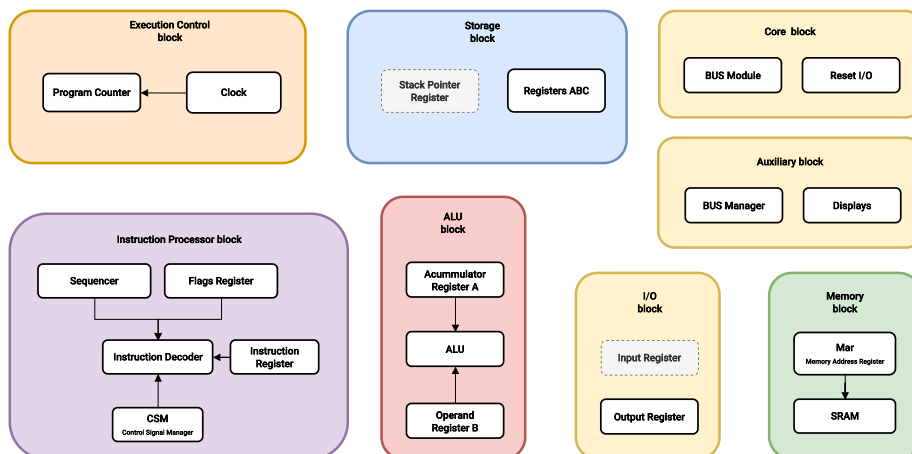 Execution Control
block
Program Counter
Clock
Storage
block
Stack Pointer
Register
Registers ABC
Core block
BUS Module
Reset I/O
Auxiliary block
BUS Manager
Displays
Instruction Processor block
Sequencer
Flags Register
Instruction Decoder
Instruction
Register
CSM
Control Signal Manager
ALU
block
Acummulator
Register A
ALU
Operand
Register B
I/O
block
Input Register
Output Register
Memory
block
Mar
Memory Address Register
SRAM